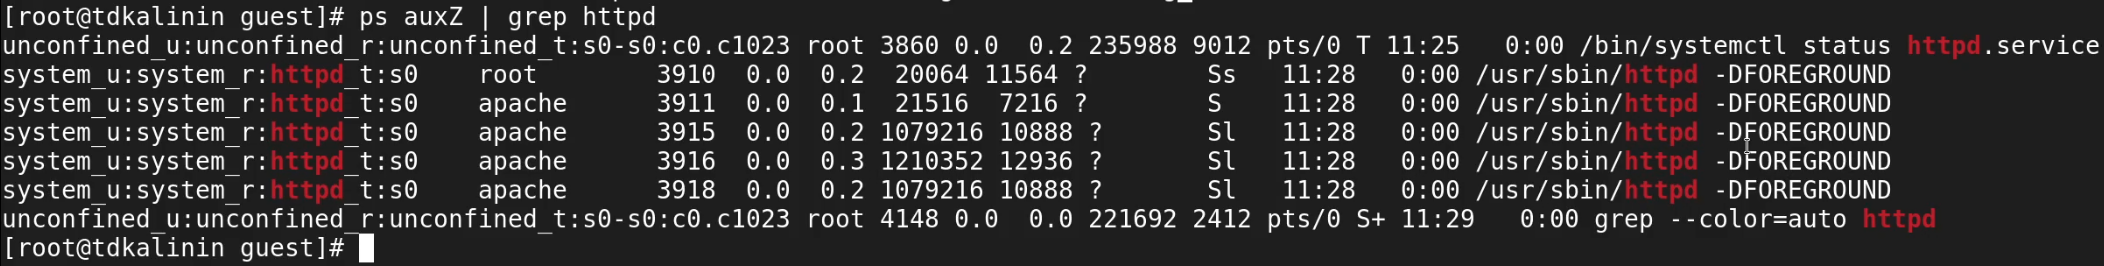 [root@tdkalinin guest]# ps auxZ | grep httpd
unconfined_u:unconfined_r:unconfined_t:s0-s0:c0.c1023 root 3860 0.0  0.2 235988 9012 pts/0 T 11:25   0:00 /bin/systemctl status httpd.service
system_u:system_r:httpd_t:s0    root        3910  0.0  0.2  20064 11564 ?        Ss   11:28   0:00 /usr/sbin/httpd -DFOREGROUND
system_u:system_r:httpd_t:s0    apache      3911  0.0  0.1  21516  7216 ?        S    11:28   0:00 /usr/sbin/httpd -DFOREGROUND
system_u:system_r:httpd_t:s0    apache      3915  0.0  0.2 1079216 10888 ?       Sl   11:28   0:00 /usr/sbin/httpd -DFOREGROUND
system_u:system_r:httpd_t:s0    apache      3916  0.0  0.3 1210352 12936 ?       Sl   11:28   0:00 /usr/sbin/httpd -DFOREGROUND
system_u:system_r:httpd_t:s0    apache      3918  0.0  0.2 1079216 10888 ?       Sl   11:28   0:00 /usr/sbin/httpd -DFOREGROUND
unconfined_u:unconfined_r:unconfined_t:s0-s0:c0.c1023 root 4148 0.0  0.0 221692 2412 pts/0 S+ 11:29   0:00 grep --color=auto httpd
[root@tdkalinin guest]#